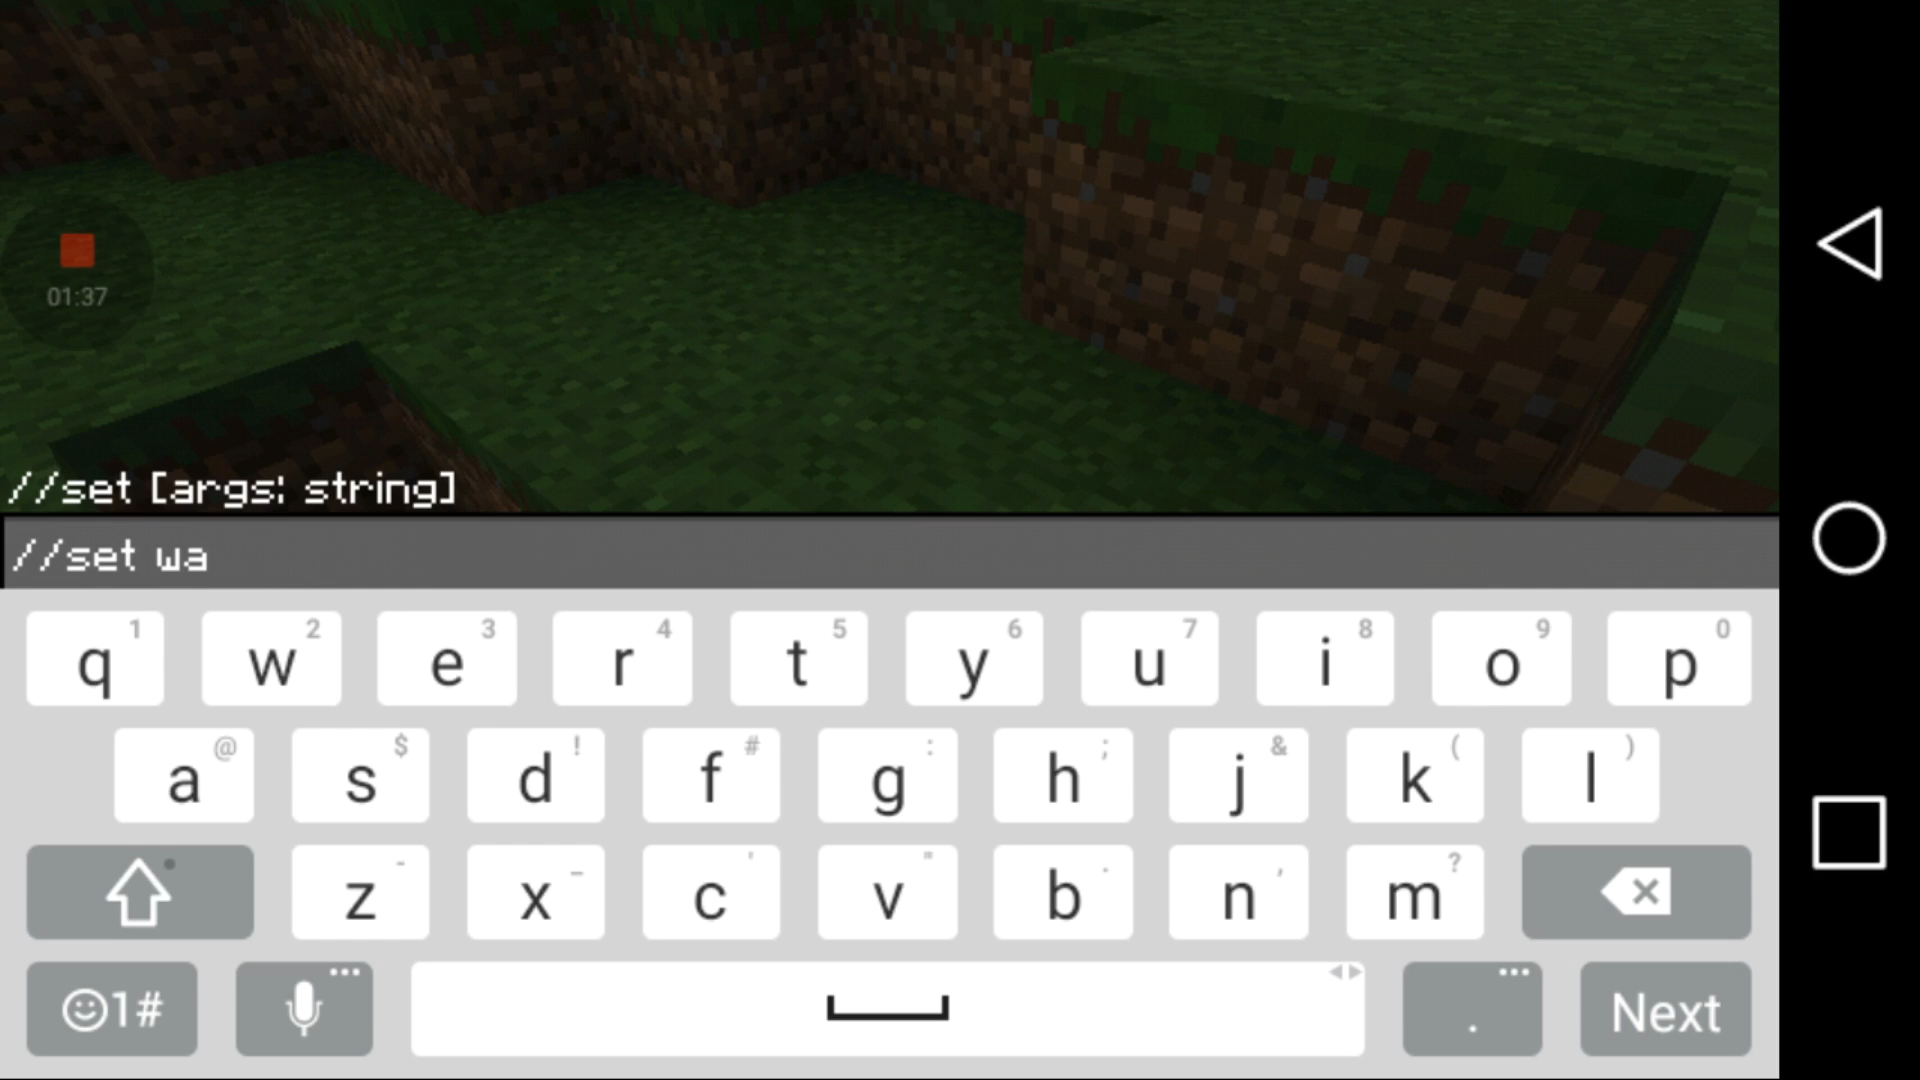 01:37
//set [args: string]
//set wa
q 1 w 2 e 3 r 4 t 5 y 6 u 7 i 8 o 9 p 0
a @ s $ d ! f # g : h ; j & k ( l )
z - x _ c ' v " b . n , m ?
1# . Next